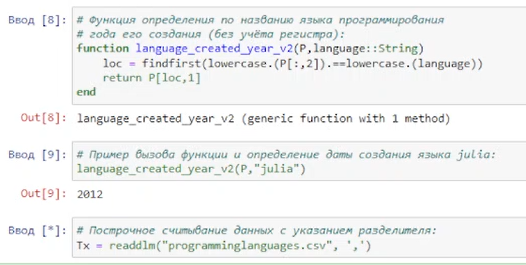 Ввод [8]: # Функция определения по названию языка программирования
# года его создания (без учёта регистра):
function language_created_year_v2(P,language::String)
loc = findfirst(lowercase.(P[:,2]).==lowercase.(language))
return P[loc,1]
end
Out[8]: language_created_year_v2 (generic function with 1 method)
Ввод [9]: # Пример вызова функции и определение даты создания языка julia:
language_created_year_v2(P,"julia")
Out[9]: 2012
Ввод [*]: # Построчное считывание данных с указанием разделителя:
Tx = readdlm("programminglanguages.csv", ',')